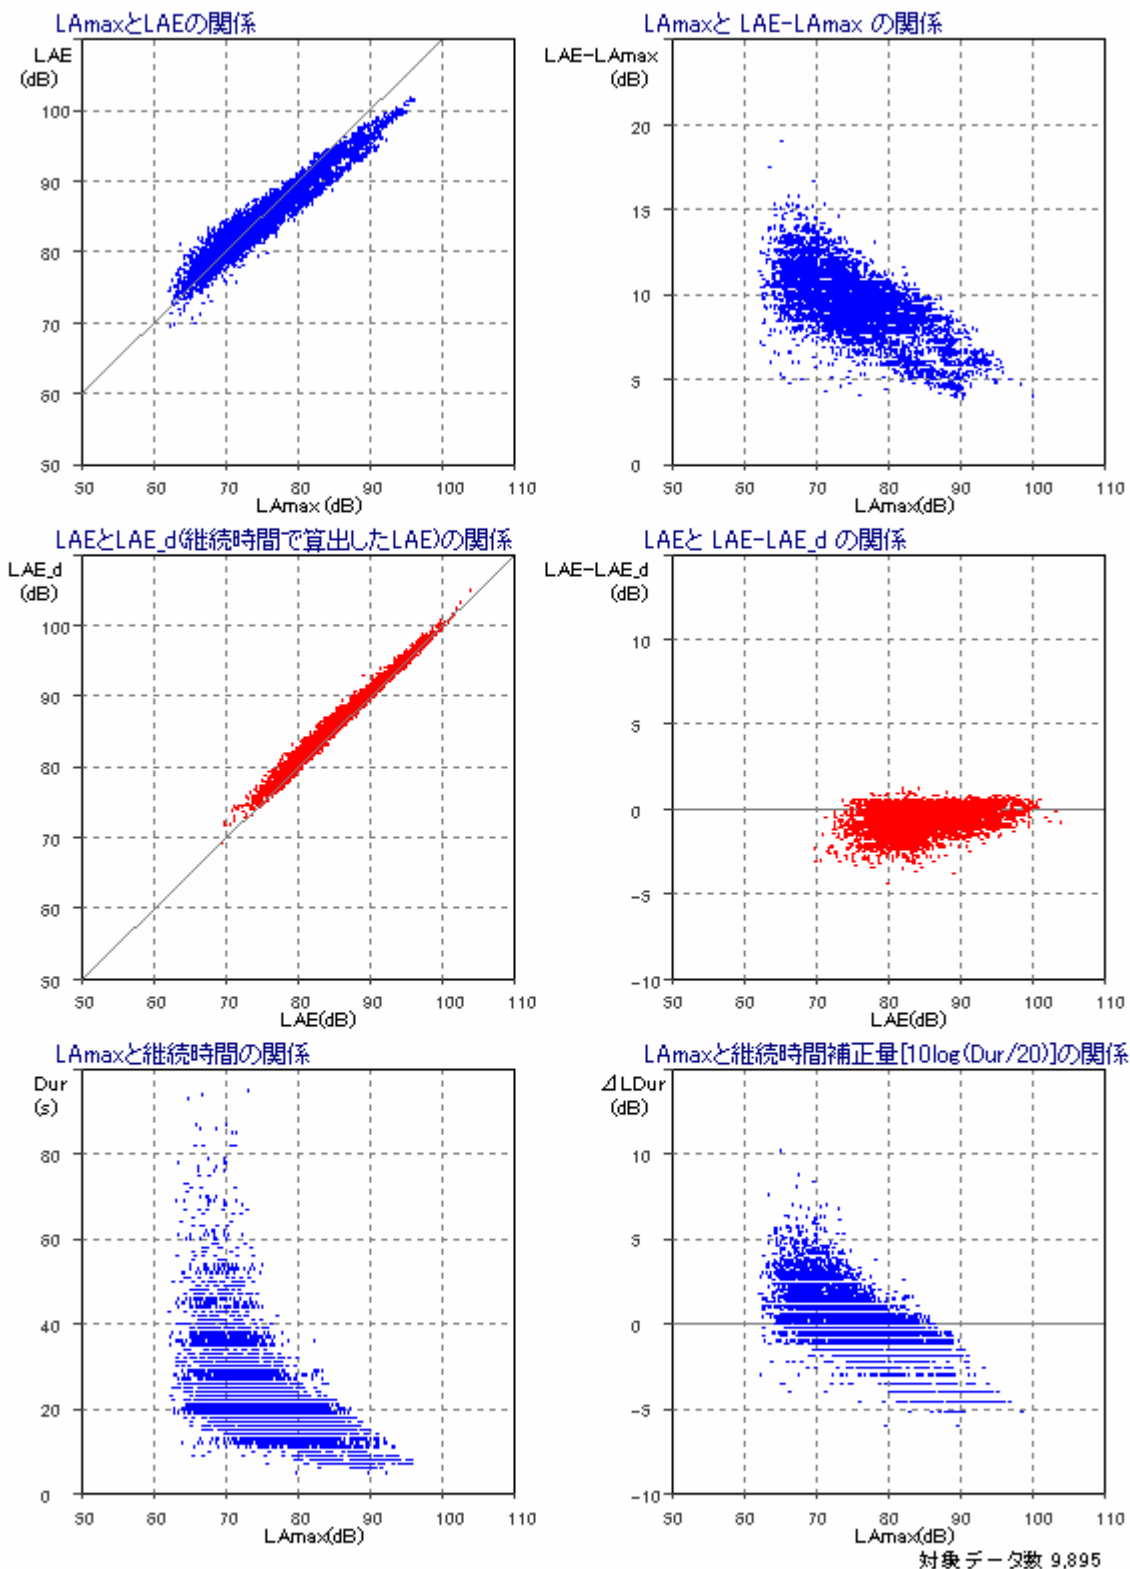 LAmaxとLAEの関係
LAE
(dB)
100
90
80
70
60
50
50 60 70 80 90 100 110
LAmax (dB)
LAmaxと LAE-LAmax の関係
LAE-LAmax
(dB)
20
15
10
5
0
50 60 70 80 90 100 110
LAmax(dB)
LAEとLAE_d(継続時間で算出したLAE)の関係
LAE_d
(dB)
100
90
80
70
60
50
50 60 70 80 90 100 110
LAE(dB)
LAEと LAE-LAE_d の関係
LAE-LAE_d
(dB)
10
5
0
-5
-10
50 60 70 80 90 100 110
LAE(dB)
LAmaxと継続時間の関係
Dur
(s)
80
60
40
20
0
50 60 70 80 90 100 110
LAmax(dB)
LAmaxと継続時間補正量[10log(Dur/20)]の関係
⊿LDur
(dB)
10
5
0
-5
-10
50 60 70 80 90 100 110
LAmax(dB)
対象データ数 9,895